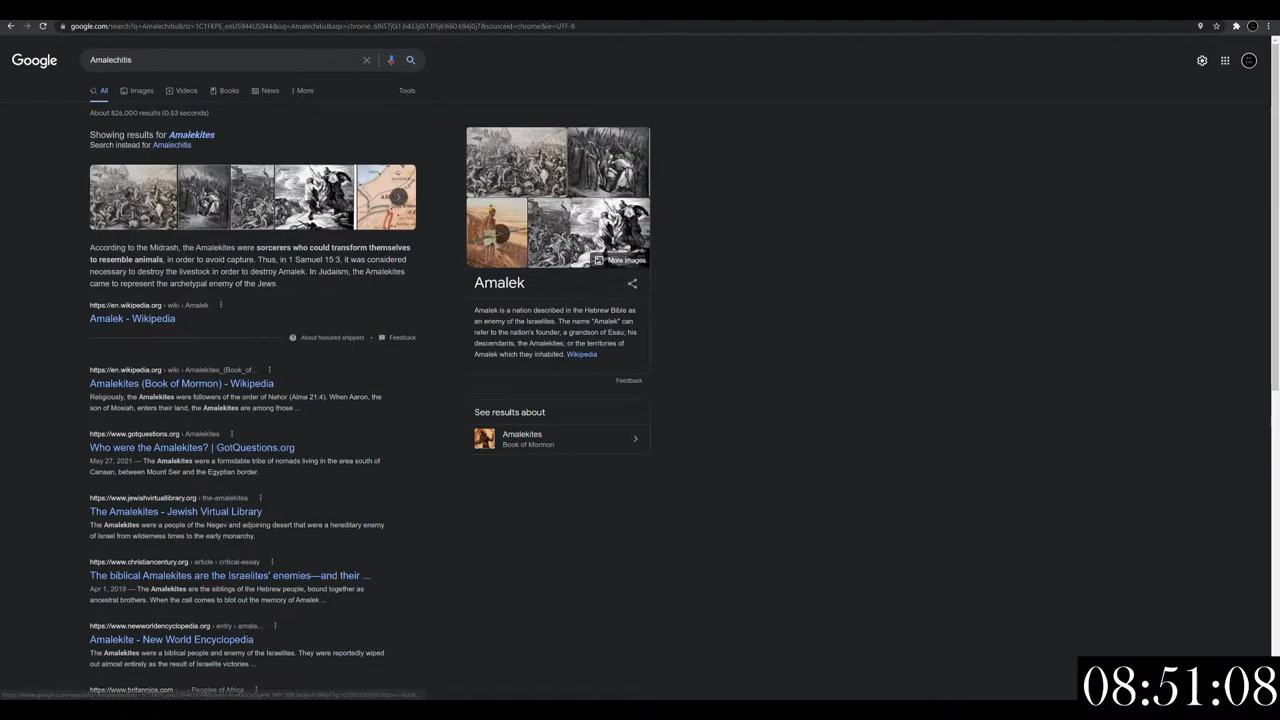 Google
Amalechitis
All
Images
Videos
Books
News
More
Tools
About 826,000 results (0.53 seconds)
Showing results for Amalekites
Search instead for Amalechitis
According to the Midrash, the Amalekites were sorcerers who could transform themselves
to resemble animals, in order to avoid capture. Thus, in 1 Samuel 15:3, it was considered
necessary to destroy the livestock in order to destroy Amalek. In Judaism, the Amalekites
came to represent the archetypal enemy of the Jews.
https://en.wikipedia.org › wiki › Amalek
Amalek - Wikipedia
About featured snippets • Feedback
https://en.wikipedia.org › wiki › Amalekites_(Book_of...
Amalekites (Book of Mormon) - Wikipedia
Religiously, the Amalekites were followers of the order of Nehor (Alma 21:4). When Aaron, the
son of Mosiah, enters their land, the Amalekites are among those ...
https://www.gotquestions.org › Amalekites
Who were the Amalekites? | GotQuestions.org
May 27, 2021 — The Amalekites were a formidable tribe of nomads living in the area south of
Canaan, between Mount Seir and the Egyptian border.
https://www.jewishvirtuallibrary.org › the-amalekites
The Amalekites - Jewish Virtual Library
The Amalekites were a people of the Negev and adjoining desert that were a hereditary enemy
of Israel from wilderness times to the early monarchy.
https://www.christiancentury.org › article › critical-essay
The biblical Amalekites are the Israelites' enemies—and their ...
Apr 1, 2019 — The Amalekites are the siblings of the Hebrew people, bound together as
ancestral brothers. When the call comes to blot out the memory of Amalek ...
https://www.newworldencyclopedia.org › entry › amale...
Amalekite - New World Encyclopedia
The Amalekites were a biblical people and enemy of the Israelites. They were reportedly wiped
out almost entirely as the result of Israelite victories ...
https://www.britannica.com › Peoples of Africa
More images
Amalek
Amalek is a nation described in the Hebrew Bible as
an enemy of the Israelites. The name "Amalek" can
refer to the nation's founder, a grandson of Esau; his
descendants, the Amalekites; or the territories of
Amalek which they inhabited. Wikipedia
Feedback
See results about
Amalekites
Book of Mormon
08:51:08